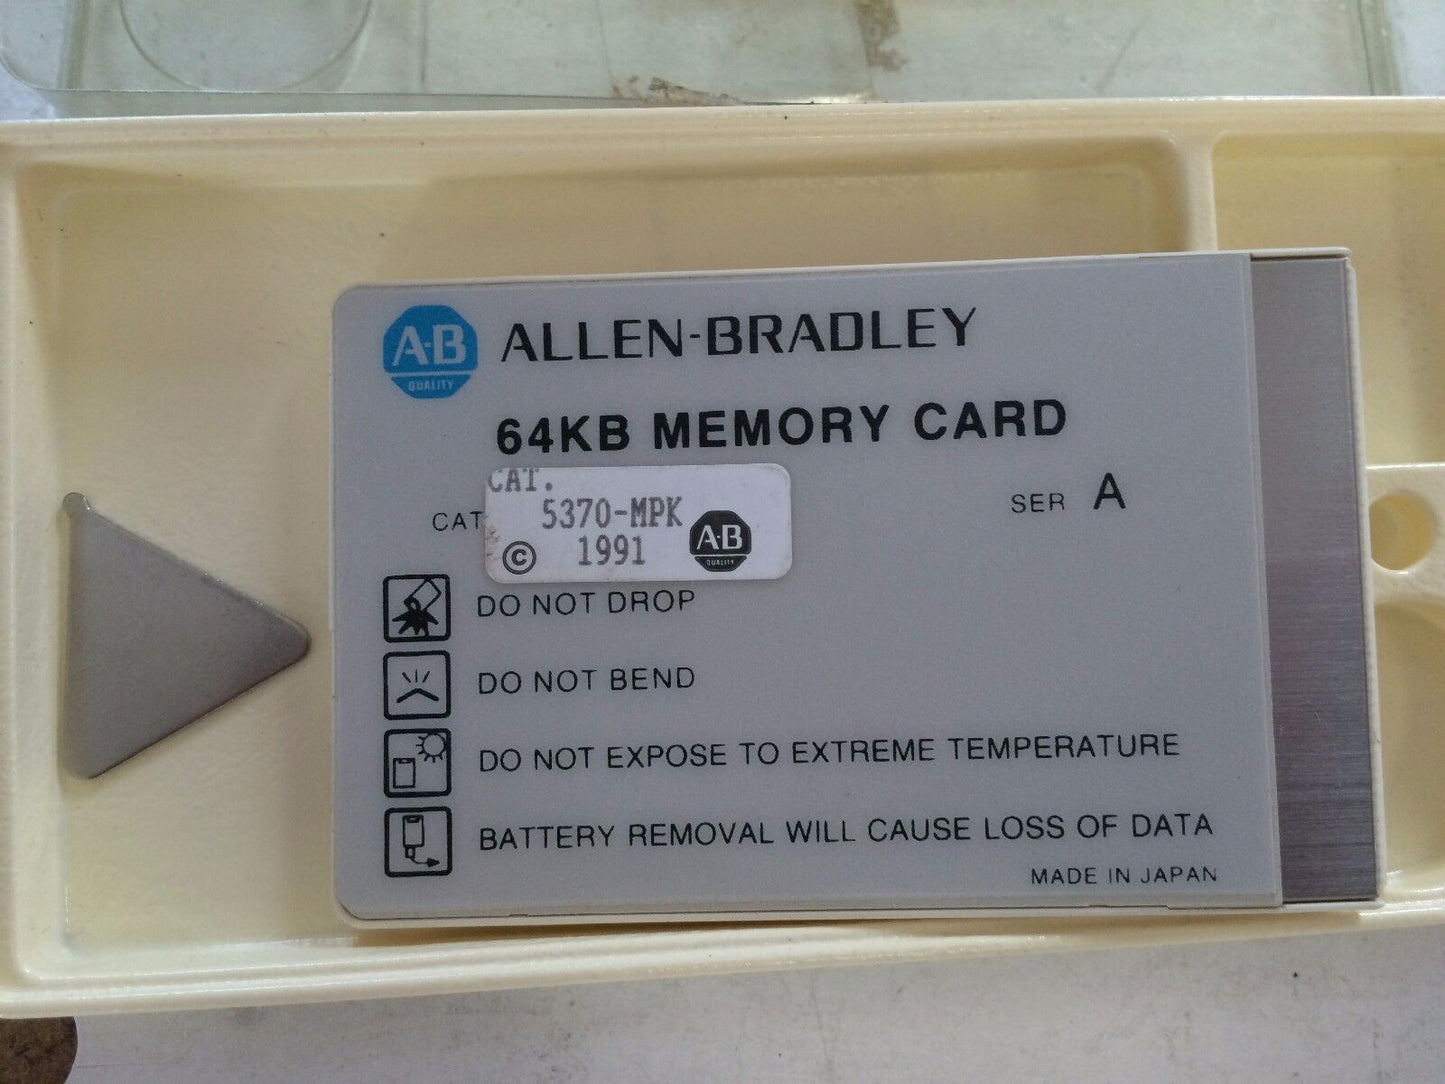 A·B
QUALITY
ALLEN-BRADLEY
64KB MEMORY CARD
CAT
CAT.
5370-MPK
© 1991
A·B
QUALITY
SER A
DO NOT DROP
DO NOT BEND
DO NOT EXPOSE TO EXTREME TEMPERATURE
BATTERY REMOVAL WILL CAUSE LOSS OF DATA
MADE IN JAPAN